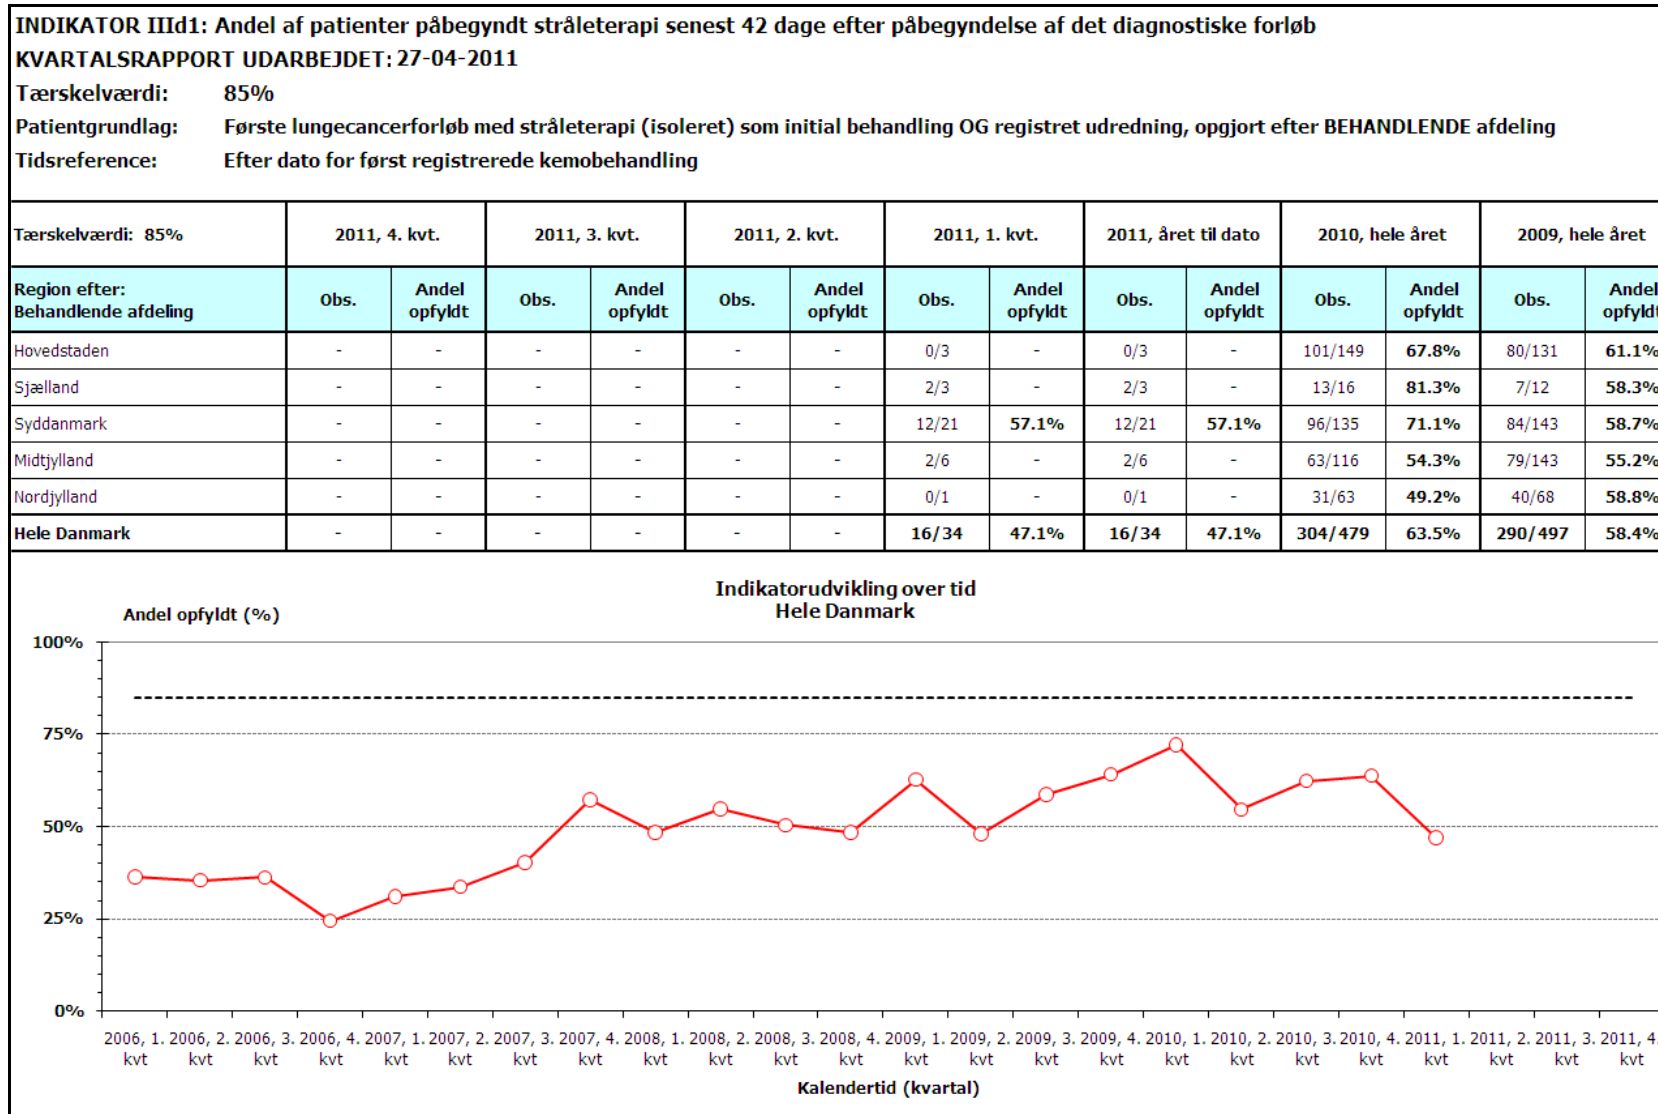 INDIKATOR IIId1: Andel af patienter påbegyndt stråleterapi senest 42 dage efter påbegyndelse af det diagnostiske forløb
KVARTALSRAPPORT UDARBEJDET: 27-04-2011
Tærskelværdi: 85%
Patientgrundlag: Første lungecancerforløb med stråleterapi (isoleret) som initial behandling OG registret udredning, opgjort efter BEHANDLENDE afdeling
Tidsreference: Efter dato for først registrerede kemobehandling
Tærskelværdi: 85% 2011, 4. kvt. 2011, 3. kvt. 2011, 2. kvt. 2011, 1. kvt. 2011, året til dato 2010, hele året 2009, hele året
Region efter: Behandlende afdeling Obs. Andel opfyldt Obs. Andel opfyldt Obs. Andel opfyldt Obs. Andel opfyldt Obs. Andel opfyldt Obs. Andel opfyldt Obs. Andel opfyldt
Hovedstaden - - - - - - 0/3 - 0/3 - 101/149 67.8% 80/131 61.1%
Sjælland - - - - - - 2/3 - 2/3 - 13/16 81.3% 7/12 58.3%
Syddanmark - - - - - - 12/21 57.1% 12/21 57.1% 96/135 71.1% 84/143 58.7%
Midtjylland - - - - - - 2/6 - 2/6 - 63/116 54.3% 79/143 55.2%
Nordjylland - - - - - - 0/1 - 0/1 - 31/63 49.2% 40/68 58.8%
Hele Danmark - - - - - - 16/34 47.1% 16/34 47.1% 304/479 63.5% 290/497 58.4%
Indikatorudvikling over tid
Hele Danmark
Andel opfyldt (%)
100%
75%
50%
25%
0%
2006, 1. 2006, 2. 2006, 3. 2006, 4. 2007, 1. 2007, 2. 2007, 3. 2007, 4. 2008, 1. 2008, 2. 2008, 3. 2008, 4. 2009, 1. 2009, 2. 2009, 3. 2009, 4. 2010, 1. 2010, 2. 2010, 3. 2010, 4. 2011, 1. 2011, 2. 2011, 3. 2011, 4.
kvt kvt kvt kvt kvt kvt kvt kvt kvt kvt kvt kvt kvt kvt kvt kvt kvt kvt kvt kvt kvt kvt kvt kvt
Kalendertid (kvartal)